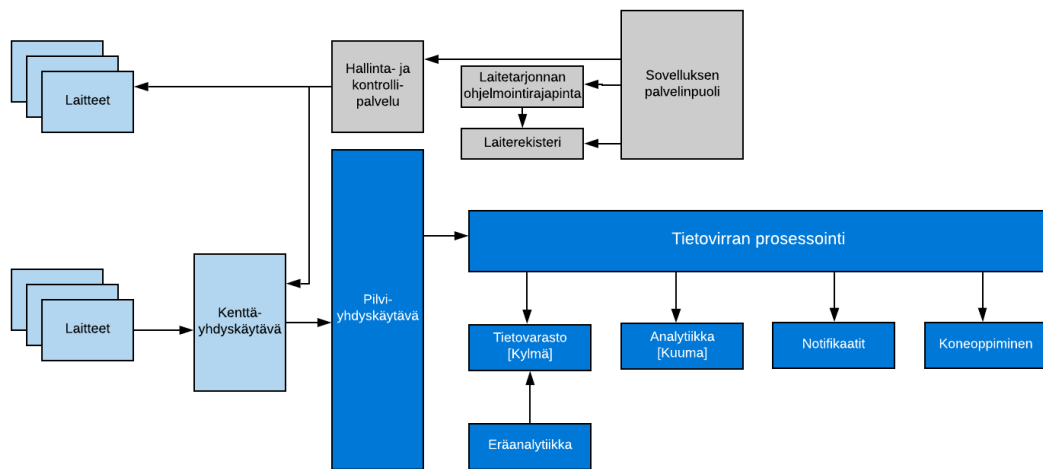 Laitteet
Hallinta- ja
kontrolli-
palvelu
Laitetarjonnan
ohjelmointirajapinta
Laiterekisteri
Sovelluksen
palvelinpuoli
Laitteet
Kenttä-
yhdyskäytävä
Pilvi-
yhdyskäytävä
Tietovirran prosessointi
Tietovarasto
[Kylmä]
Analytiikka
[Kuuma]
Notifikaatit
Koneoppiminen
Eräanalytiikka